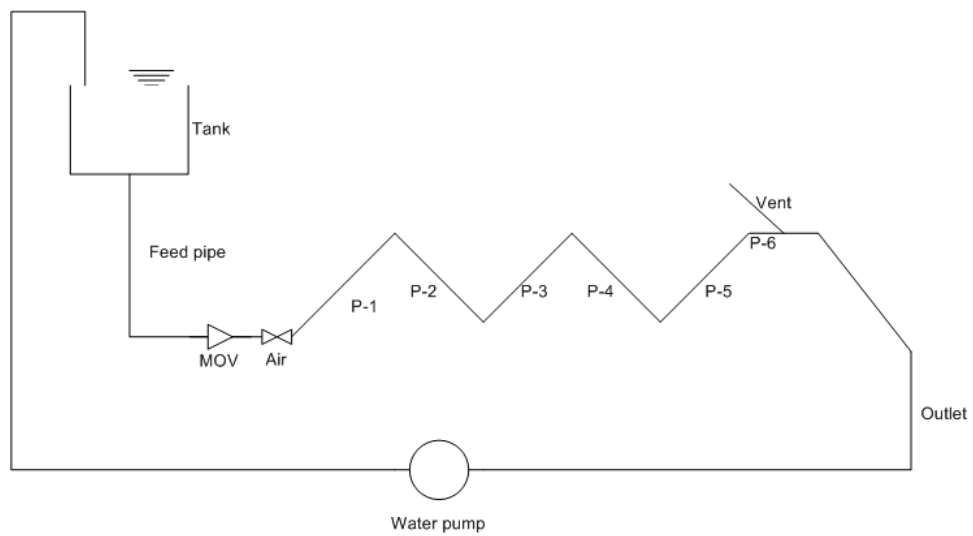 Tank
Vent
P-6
Feed pipe
P-1
P-2
P-3
P-4
P-5
MOV
Air
Outlet
Water pump